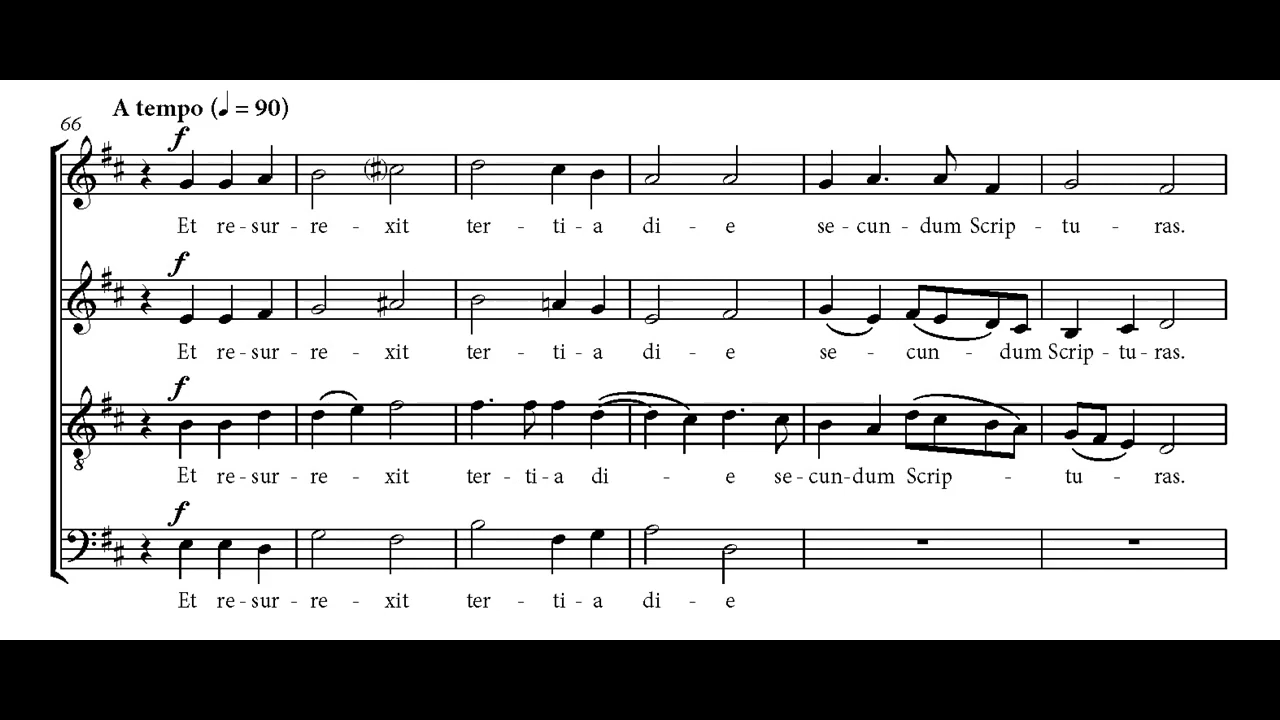 A tempo (♩ = 90)
66
f
Et re - sur - re - xit ter - ti - a di - e se - cun - dum Scrip - tu - ras.
f
Et re - sur - re - xit ter - ti - a di - e se - cun - dum Scrip - tu - ras.
f
Et re - sur - re - xit ter - ti - a di - e se - cun - dum Scrip - tu - ras.
8
f
Et re - sur - re - xit ter - ti - a di - e